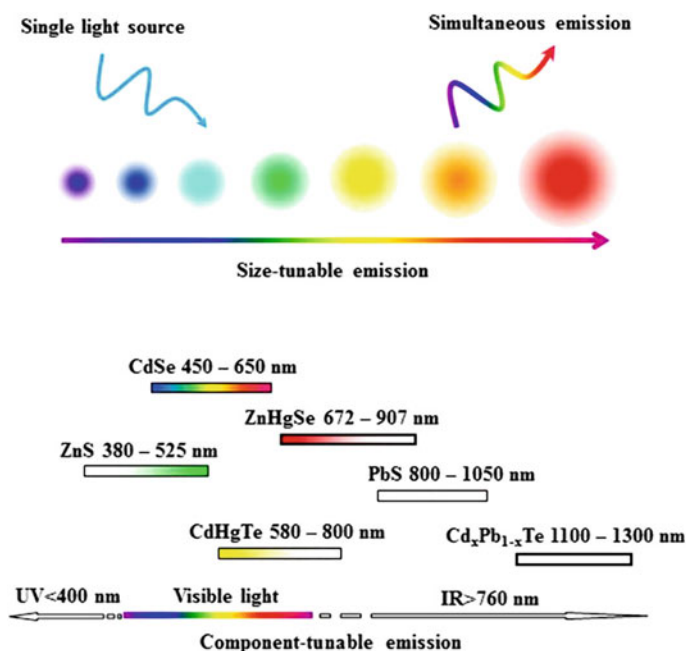 Single light source
Simultaneous emission
Size-tunable emission
CdSe 450 – 650 nm
ZnHgSe 672 – 907 nm
ZnS 380 – 525 nm
PbS 800 – 1050 nm
CdHgTe 580 – 800 nm
CdₓPb₁₋ₓTe 1100 – 1300 nm
UV<400 nm
Visible light
IR>760 nm
Component-tunable emission